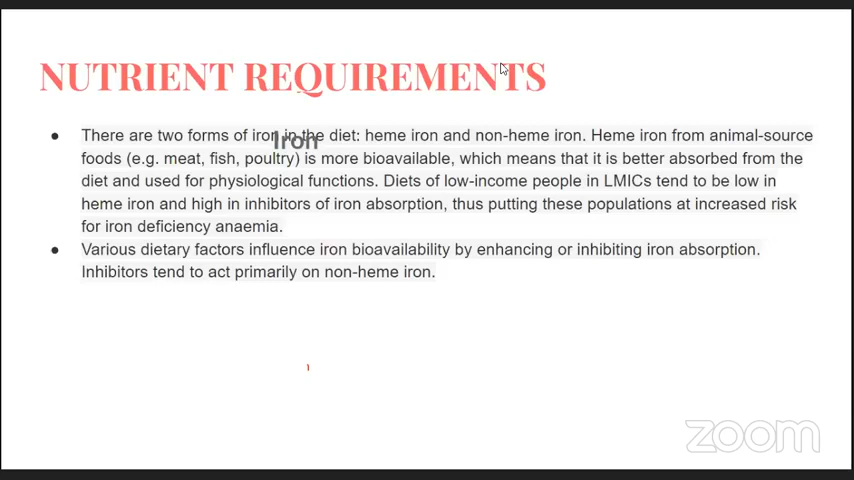 NUTRIENT REQUIREMENTS
Iron
● There are two forms of iron in the diet: heme iron and non-heme iron. Heme iron from animal-source
foods (e.g. meat, fish, poultry) is more bioavailable, which means that it is better absorbed from the
diet and used for physiological functions. Diets of low-income people in LMICs tend to be low in
heme iron and high in inhibitors of iron absorption, thus putting these populations at increased risk
for iron deficiency anaemia.
● Various dietary factors influence iron bioavailability by enhancing or inhibiting iron absorption.
Inhibitors tend to act primarily on non-heme iron.
zoom